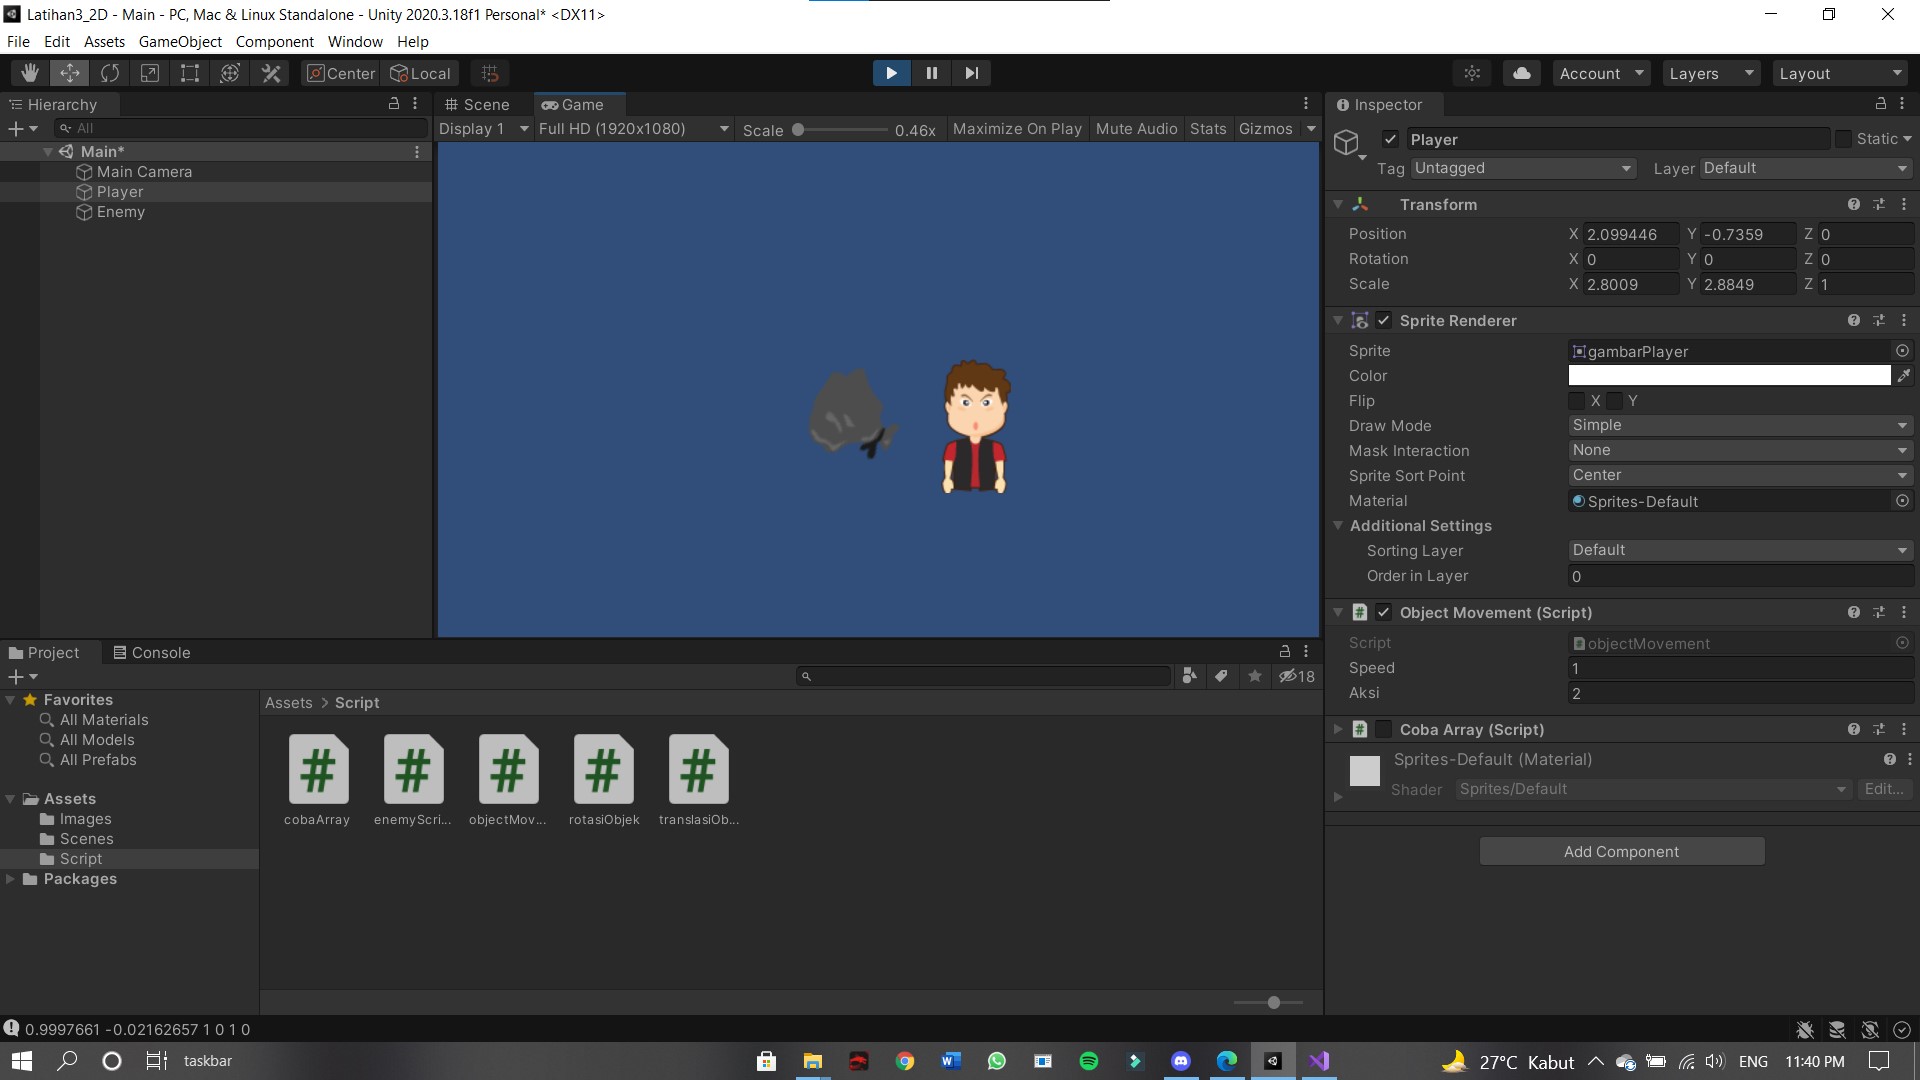 Latihan3_2D - Main - PC, Mac & Linux Standalone - Unity 2020.3.18f1 Personal* <DX11>
File Edit Assets GameObject Component Window Help
Center Local Account Layers Layout
Hierarchy
All
Main*
Main Camera
Player
Enemy
Scene Game
Display 1 Full HD (1920x1080) Scale 0.46x Maximize On Play Mute Audio Stats Gizmos
Inspector
Player Static
Tag Untagged Layer Default
Transform
Position X 2.099446 Y -0.7359 Z 0
Rotation X 0 Y 0 Z 0
Scale X 2.8009 Y 2.8849 Z 1
Sprite Renderer
Sprite gambarPlayer
Color
Flip X Y
Draw Mode Simple
Mask Interaction None
Sprite Sort Point Center
Material Sprites-Default
Additional Settings
Sorting Layer Default
Order in Layer 0
# Object Movement (Script)
Script objectMovement
Speed 1
Aksi 2
# Coba Array (Script)
Sprites-Default (Material)
Shader Sprites/Default Edit...
Add Component
Project Console
18
Favorites
All Materials
All Models
All Prefabs
Assets
Images
Scenes
Script
Packages
Assets > Script
# # # # #
cobaArray enemyScri... objectMov... rotasiObjek translasiOb...
0.9997661 -0.02162657 1 0 1 0
taskbar 27°C Kabut ENG 11:40 PM